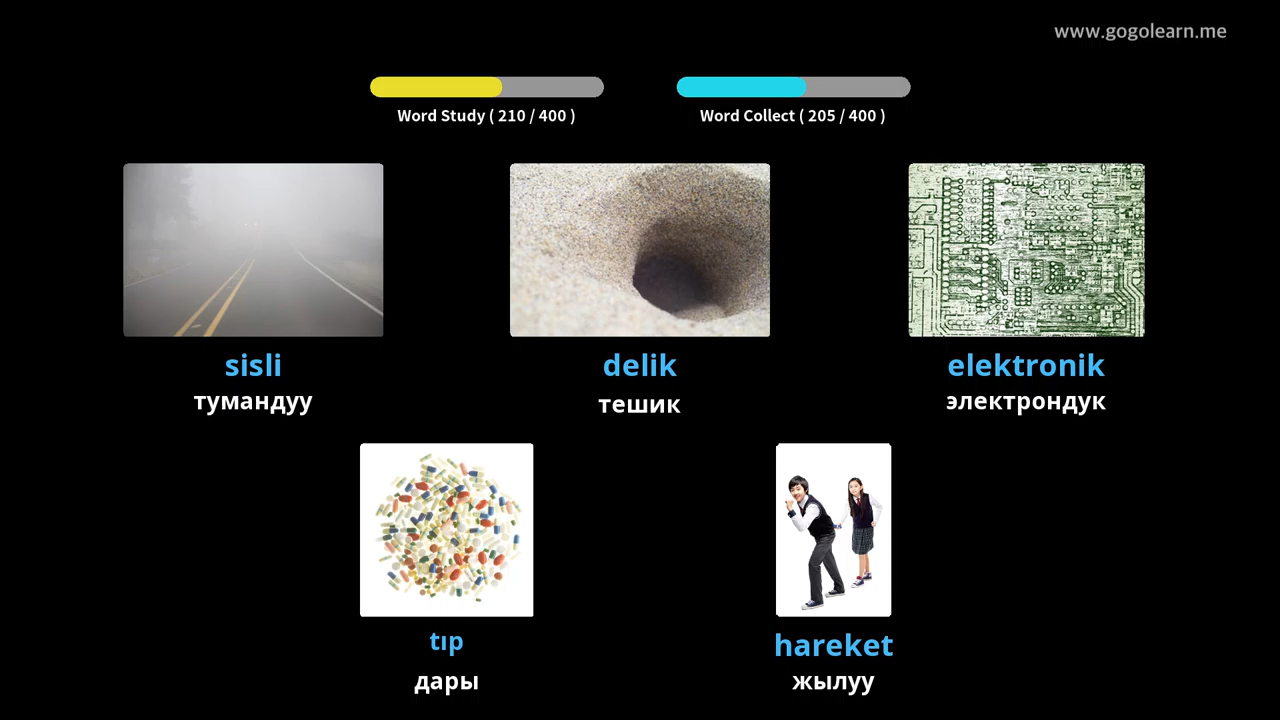 www.gogolearn.me
Word Study ( 210 / 400 )
Word Collect ( 205 / 400 )
sisli
тумандуу
delik
тешик
elektronik
электрондук
tıp
дары
hareket
жылуу